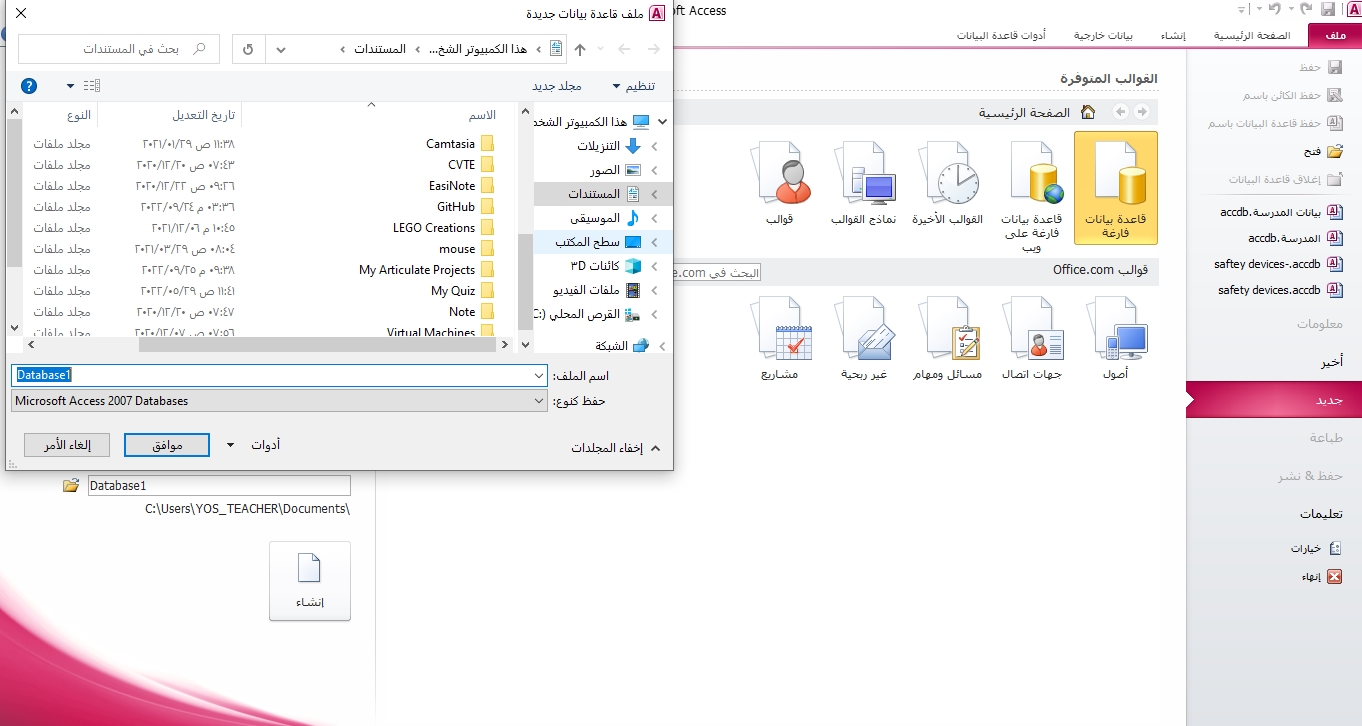 ملف قاعدة بيانات جديدة
هذا الكمبيوتر الشخ...
المستندات
بحث في المستندات
تنظيم
مجلد جديد
هذا الكمبيوتر الشخص
التنزيلات
الصور
المستندات
الموسيقى
سطح المكتب
كائنات 3D
ملفات الفيديو
القرص المحلي (:C
الشبكة
الاسم
تاريخ التعديل
النوع
Camtasia ١١:٣٨ ص ٢٠٢١/٠١/٢٩ مجلد ملفات
CVTE ٠٧:٤٣ ص ٢٠٢٠/١٢/٢٠ مجلد ملفات
EasiNote ٠٩:٢٦ ص ٢٠٢٠/١٢/٢٢ مجلد ملفات
GitHub ٠٣:٣٦ م ٢٠٢٢/٠٩/٢٤ مجلد ملفات
LEGO Creations ١٠:٤٥ م ٢٠٢١/١٢/٠٦ مجلد ملفات
mouse ٠٨:٠٤ ص ٢٠٢١/٠٣/٢٩ مجلد ملفات
My Articulate Projects ٠٩:٣٨ م ٢٠٢٢/٠٩/٢٥ مجلد ملفات
My Quiz ١١:٤١ ص ٢٠٢٢/٠٥/٢٩ مجلد ملفات
Note ٠٧:٤٧ ص ٢٠٢٠/١٢/٢٠ مجلد ملفات
Virtual Machines ٠٧:٥٦ ص ٢٠٢٠/١٢/٠٧ مجلد ملفات
اسم الملف: Database1
حفظ كنوع: Microsoft Access 2007 Databases
إخفاء المجلدات
أدوات
موافق
إلغاء الأمر
Access
ملف
الصفحة الرئيسية
إنشاء
بيانات خارجية
أدوات قاعدة البيانات
حفظ
حفظ الكائن باسم
حفظ قاعدة البيانات باسم
فتح
إغلاق قاعدة البيانات
بيانات المدرسة.accdb
المدرسة.accdb
saftey devices-.accdb
safety devices.accdb
معلومات
أخير
جديد
طباعة
حفظ & نشر
تعليمات
خيارات
إنهاء
القوالب المتوفرة
الصفحة الرئيسية
قاعدة بيانات فارغة
قاعدة بيانات فارغة على ويب
القوالب الأخيرة
نماذج القوالب
قوالب
قوالب Office.com
البحث في ce.com
أصول
جهات اتصال
مسائل ومهام
غير ربحية
مشاريع
Database1
C:\Users\YOS_TEACHER\Documents\
إنشاء